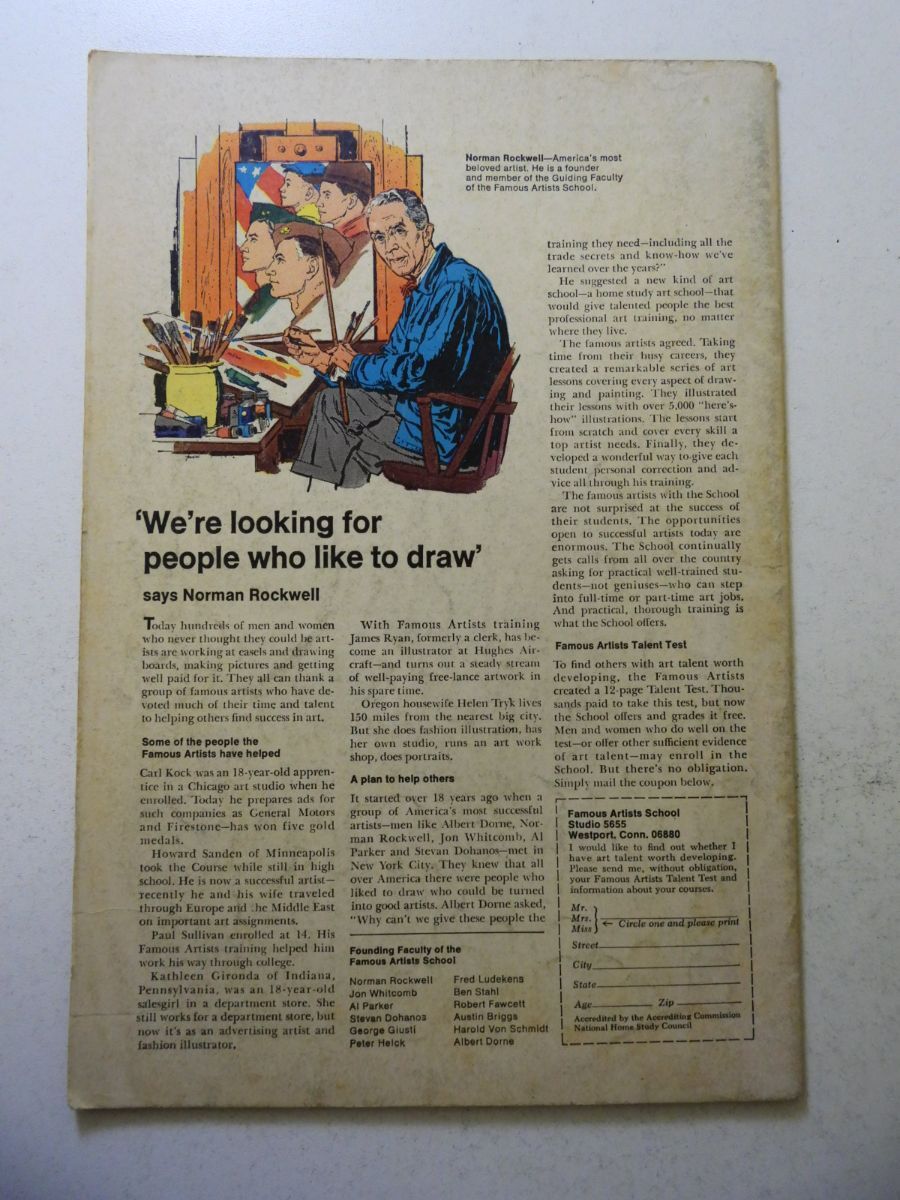 Norman Rockwell—America's most
beloved artist. He is a founder
and member of the Guiding Faculty
of the Famous Artists School.
'We're looking for
people who like to draw'
says Norman Rockwell
Today hundreds of men and women
who never thought they could be art-
ists are working at easels and drawing
boards, making pictures and getting
well paid for it. They all can thank a
group of famous artists who have de-
voted much of their time and talent
to helping others find success in art.
Some of the people the
Famous Artists have helped
Carl Kock was an 18-year-old appren-
tice in a Chicago art studio when he
enrolled. Today he prepares ads for
such companies as General Motors
and Firestone—has won five gold
medals.
Howard Sanden of Minneapolis
took the Course while still in high
school. He is now a successful artist—
recently he and his wife traveled
through Europe and the Middle East
on important art assignments.
Paul Sullivan enrolled at 14. His
Famous Artists training helped him
work his way through college.
Kathleen Gironda of Indiana,
Pennsylvania, was an 18-year-old
salesgirl in a department store. She
still works for a department store, but
now it's as an advertising artist and
fashion illustrator.
With Famous Artists training
James Ryan, formerly a clerk, has be-
come an illustrator at Hughes Air-
craft—and turns out a steady stream
of well-paying free-lance artwork in
his spare time.
Oregon housewife Helen Tryk lives
150 miles from the nearest big city.
But she does fashion illustration, has
her own studio, runs an art work
shop, does portraits.
A plan to help others
It started over 18 years ago when a
group of America's most successful
artists—men like Albert Dorne, Nor-
man Rockwell, Jon Whitcomb, Al
Parker and Stevan Dohanos—met in
New York City. They knew that all
over America there were people who
liked to draw who could be turned
into good artists. Albert Dorne asked,
"Why can't we give these people the
training they need—including all the
trade secrets and know-how we've
learned over the years?"
He suggested a new kind of art
school—a home study art school—that
would give talented people the best
professional art training, no matter
where they live.
The famous artists agreed. Taking
time from their busy careers, they
created a remarkable series of art
lessons covering every aspect of draw-
ing and painting. They illustrated
their lessons with over 5,000 "here's-
how" illustrations. The lessons start
from scratch and cover every skill a
top artist needs. Finally, they de-
veloped a wonderful way to give each
student personal correction and ad-
vice all through his training.
The famous artists with the School
are not surprised at the success of
their students. The opportunities
open to successful artists today are
enormous. The School continually
gets calls from all over the country
asking for practical well-trained stu-
dents—not geniuses—who can step
into full-time or part-time art jobs.
And practical, thorough training is
what the School offers.
Famous Artists Talent Test
To find others with art talent worth
developing, the Famous Artists
created a 12-page Talent Test. Thou-
sands paid to take this test, but now
the School offers and grades it free.
Men and women who do well on the
test—or offer other sufficient evidence
of art talent—may enroll in the
School. But there's no obligation.
Simply mail the coupon below.
Founding Faculty of the
Famous Artists School
Norman Rockwell
Jon Whitcomb
Al Parker
Stevan Dohanos
George Giusti
Peter Helck
Fred Ludekens
Ben Stahl
Robert Fawcett
Austin Briggs
Harold Von Schmidt
Albert Dorne
Famous Artists School
Studio 5655
Westport, Conn. 06880
I would like to find out whether I
have art talent worth developing.
Please send me, without obligation,
your Famous Artists Talent Test and
information about your courses.
Mr.
Mrs. ← Circle one and please print
Miss
Street
City
State
Age Zip
Accredited by the Accrediting Commission
National Home Study Council